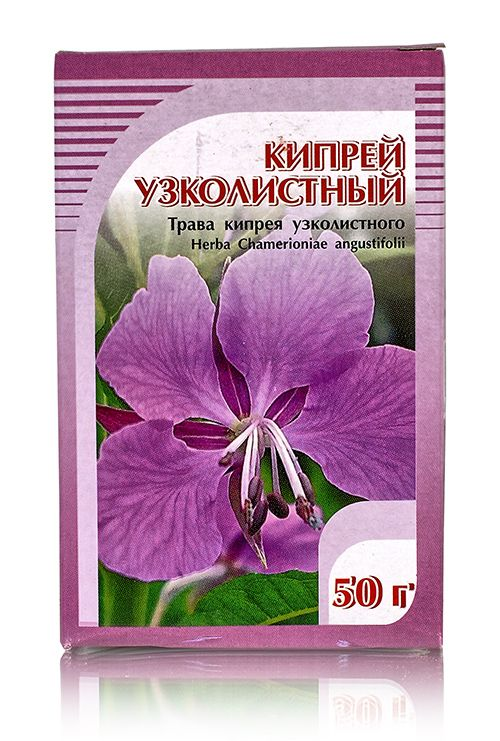 КИПРЕЙ
УЗКОЛИСТНЫЙ
Трава кипрея узколистного
Herba Chamerioniae angustifolii
50 г